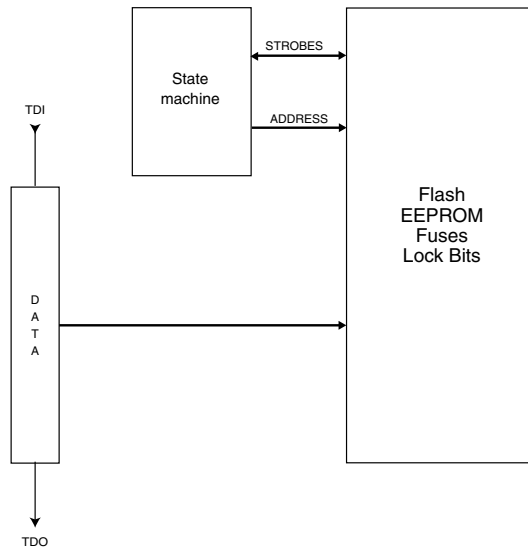 STROBES
State
machine
ADDRESS
TDI
Flash
EEPROM
Fuses
Lock Bits
D
A
T
A
TDO